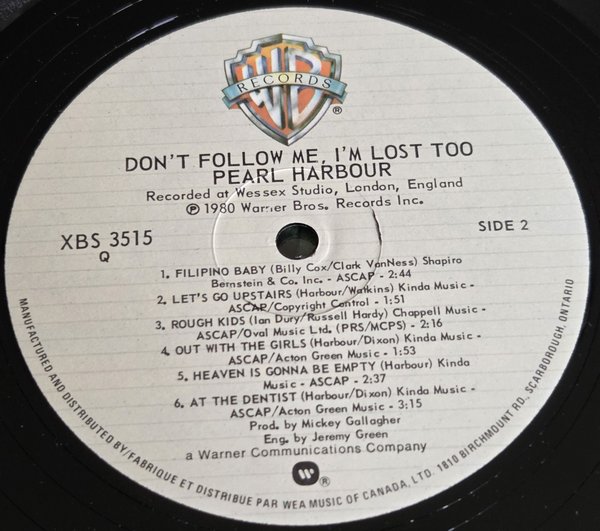 WB
RECORDS
®
DON'T FOLLOW ME, I'M LOST TOO
PEARL HARBOUR
Recorded at Wessex Studio, London, England
℗ 1980 Warner Bros. Records Inc.
XBS 3515
Q
SIDE 2
1. FILIPINO BABY (Billy Cox/Clark VanNess) Shapiro
Bernstein & Co. Inc. - ASCAP - 2:44
2. LET'S GO UPSTAIRS (Harbour/Watkins) Kinda Music -
ASCAP/Copyright Control - 1:51
3. ROUGH KIDS (Ian Dury/Russell Hardy) Chappell Music -
ASCAP/Oval Music Ltd. (PRS/MCPS) - 2:16
4. OUT WITH THE GIRLS (Harbour/Dixon) Kinda Music -
ASCAP/Acton Green Music - 1:53
5. HEAVEN IS GONNA BE EMPTY (Harbour) Kinda
Music - ASCAP - 2:37
6. AT THE DENTIST (Harbour/Dixon) Kinda Music -
ASCAP/Acton Green Music - 3:15
Prod. by Mickey Gallagher
Eng. by Jeremy Green
a Warner Communications Company
®
MANUFACTURED AND DISTRIBUTED BY/FABRIQUE ET DISTRIBUE PAR WEA MUSIC OF CANADA, LTD. 1810 BIRCHMOUNT RD., SCARBOROUGH, ONTARIO